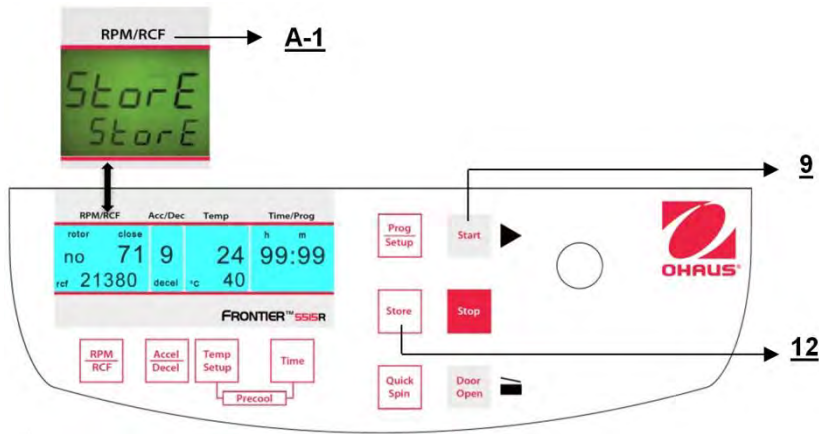 RPM/RCF
A-1
StorE
StorE
9
RPM/RCF Acc/Dec Temp Time/Prog
rotor close h m
no 71 9 24 99:99
rcf 21380 decel °C 40
FRONTIER™ 5515R
RPM
RCF
Accel
Decel
Temp
Setup
Time
Precool
Prog
Setup
Start
Store
Stop
12
Quick
Spin
Door
Open
OHAUS®